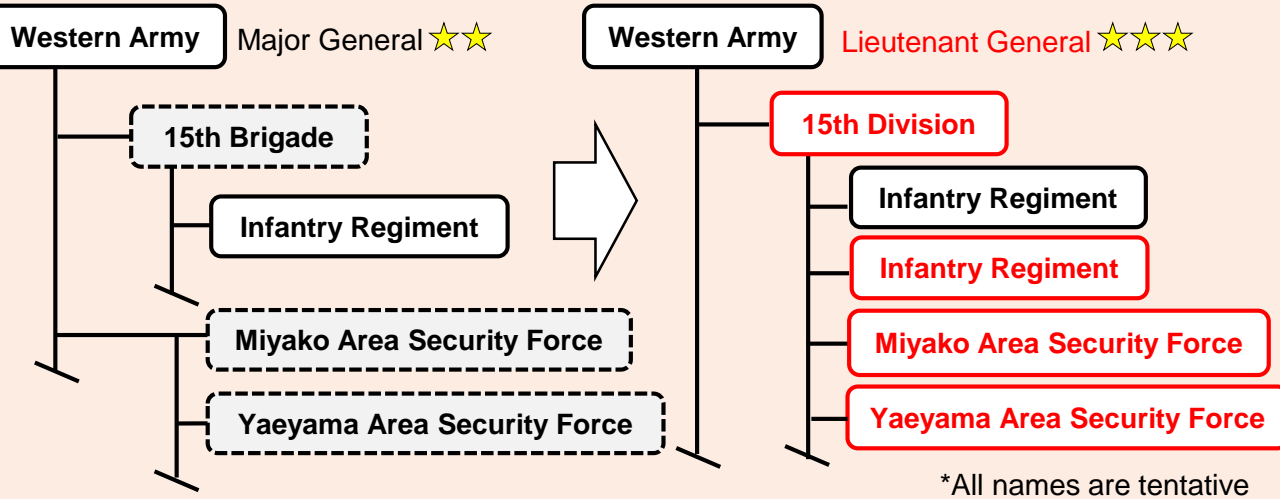 Western Army
Major General
15th Brigade
Infantry Regiment
Miyako Area Security Force
Yaeyama Area Security Force
Western Army
Lieutenant General
15th Division
Infantry Regiment
Infantry Regiment
Miyako Area Security Force
Yaeyama Area Security Force
*All names are tentative